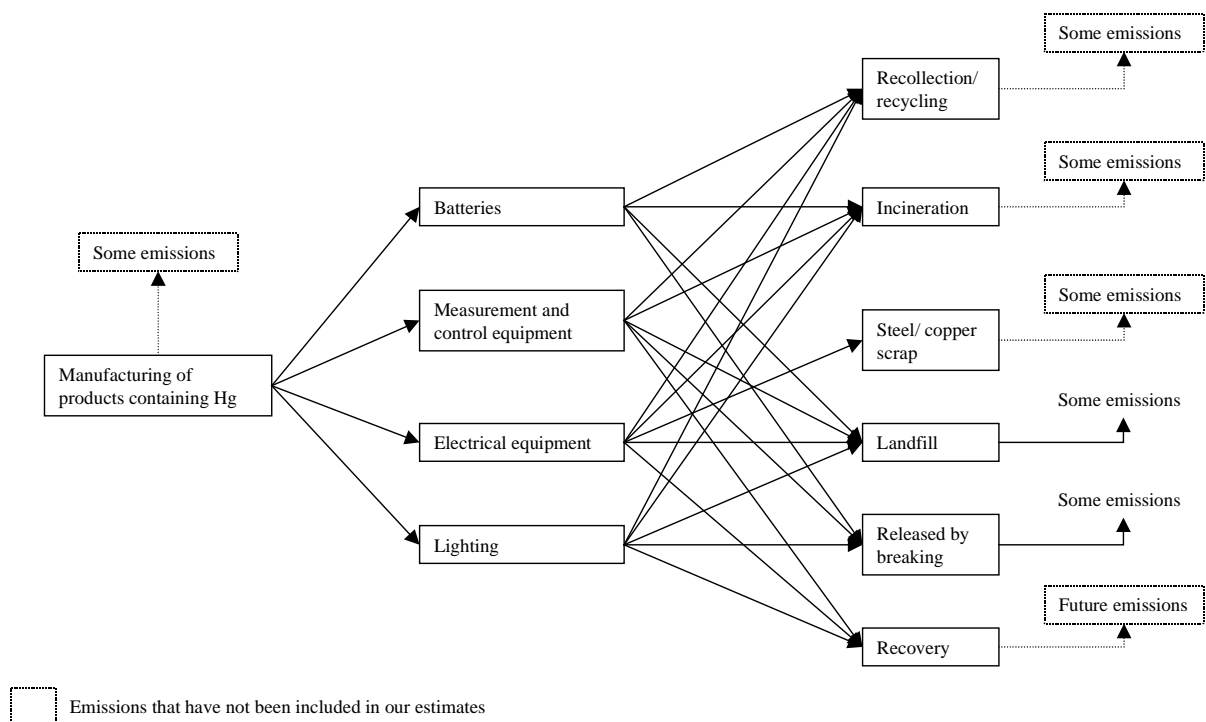 Some emissions
Recollection/
recycling
Some emissions
Batteries
Incineration
Some emissions
Some emissions
Measurement and
control equipment
Steel/ copper
scrap
Manufacturing of
products containing Hg
Some emissions
Electrical equipment
Landfill
Some emissions
Lighting
Released by
breaking
Future emissions
Recovery
Emissions that have not been included in our estimates